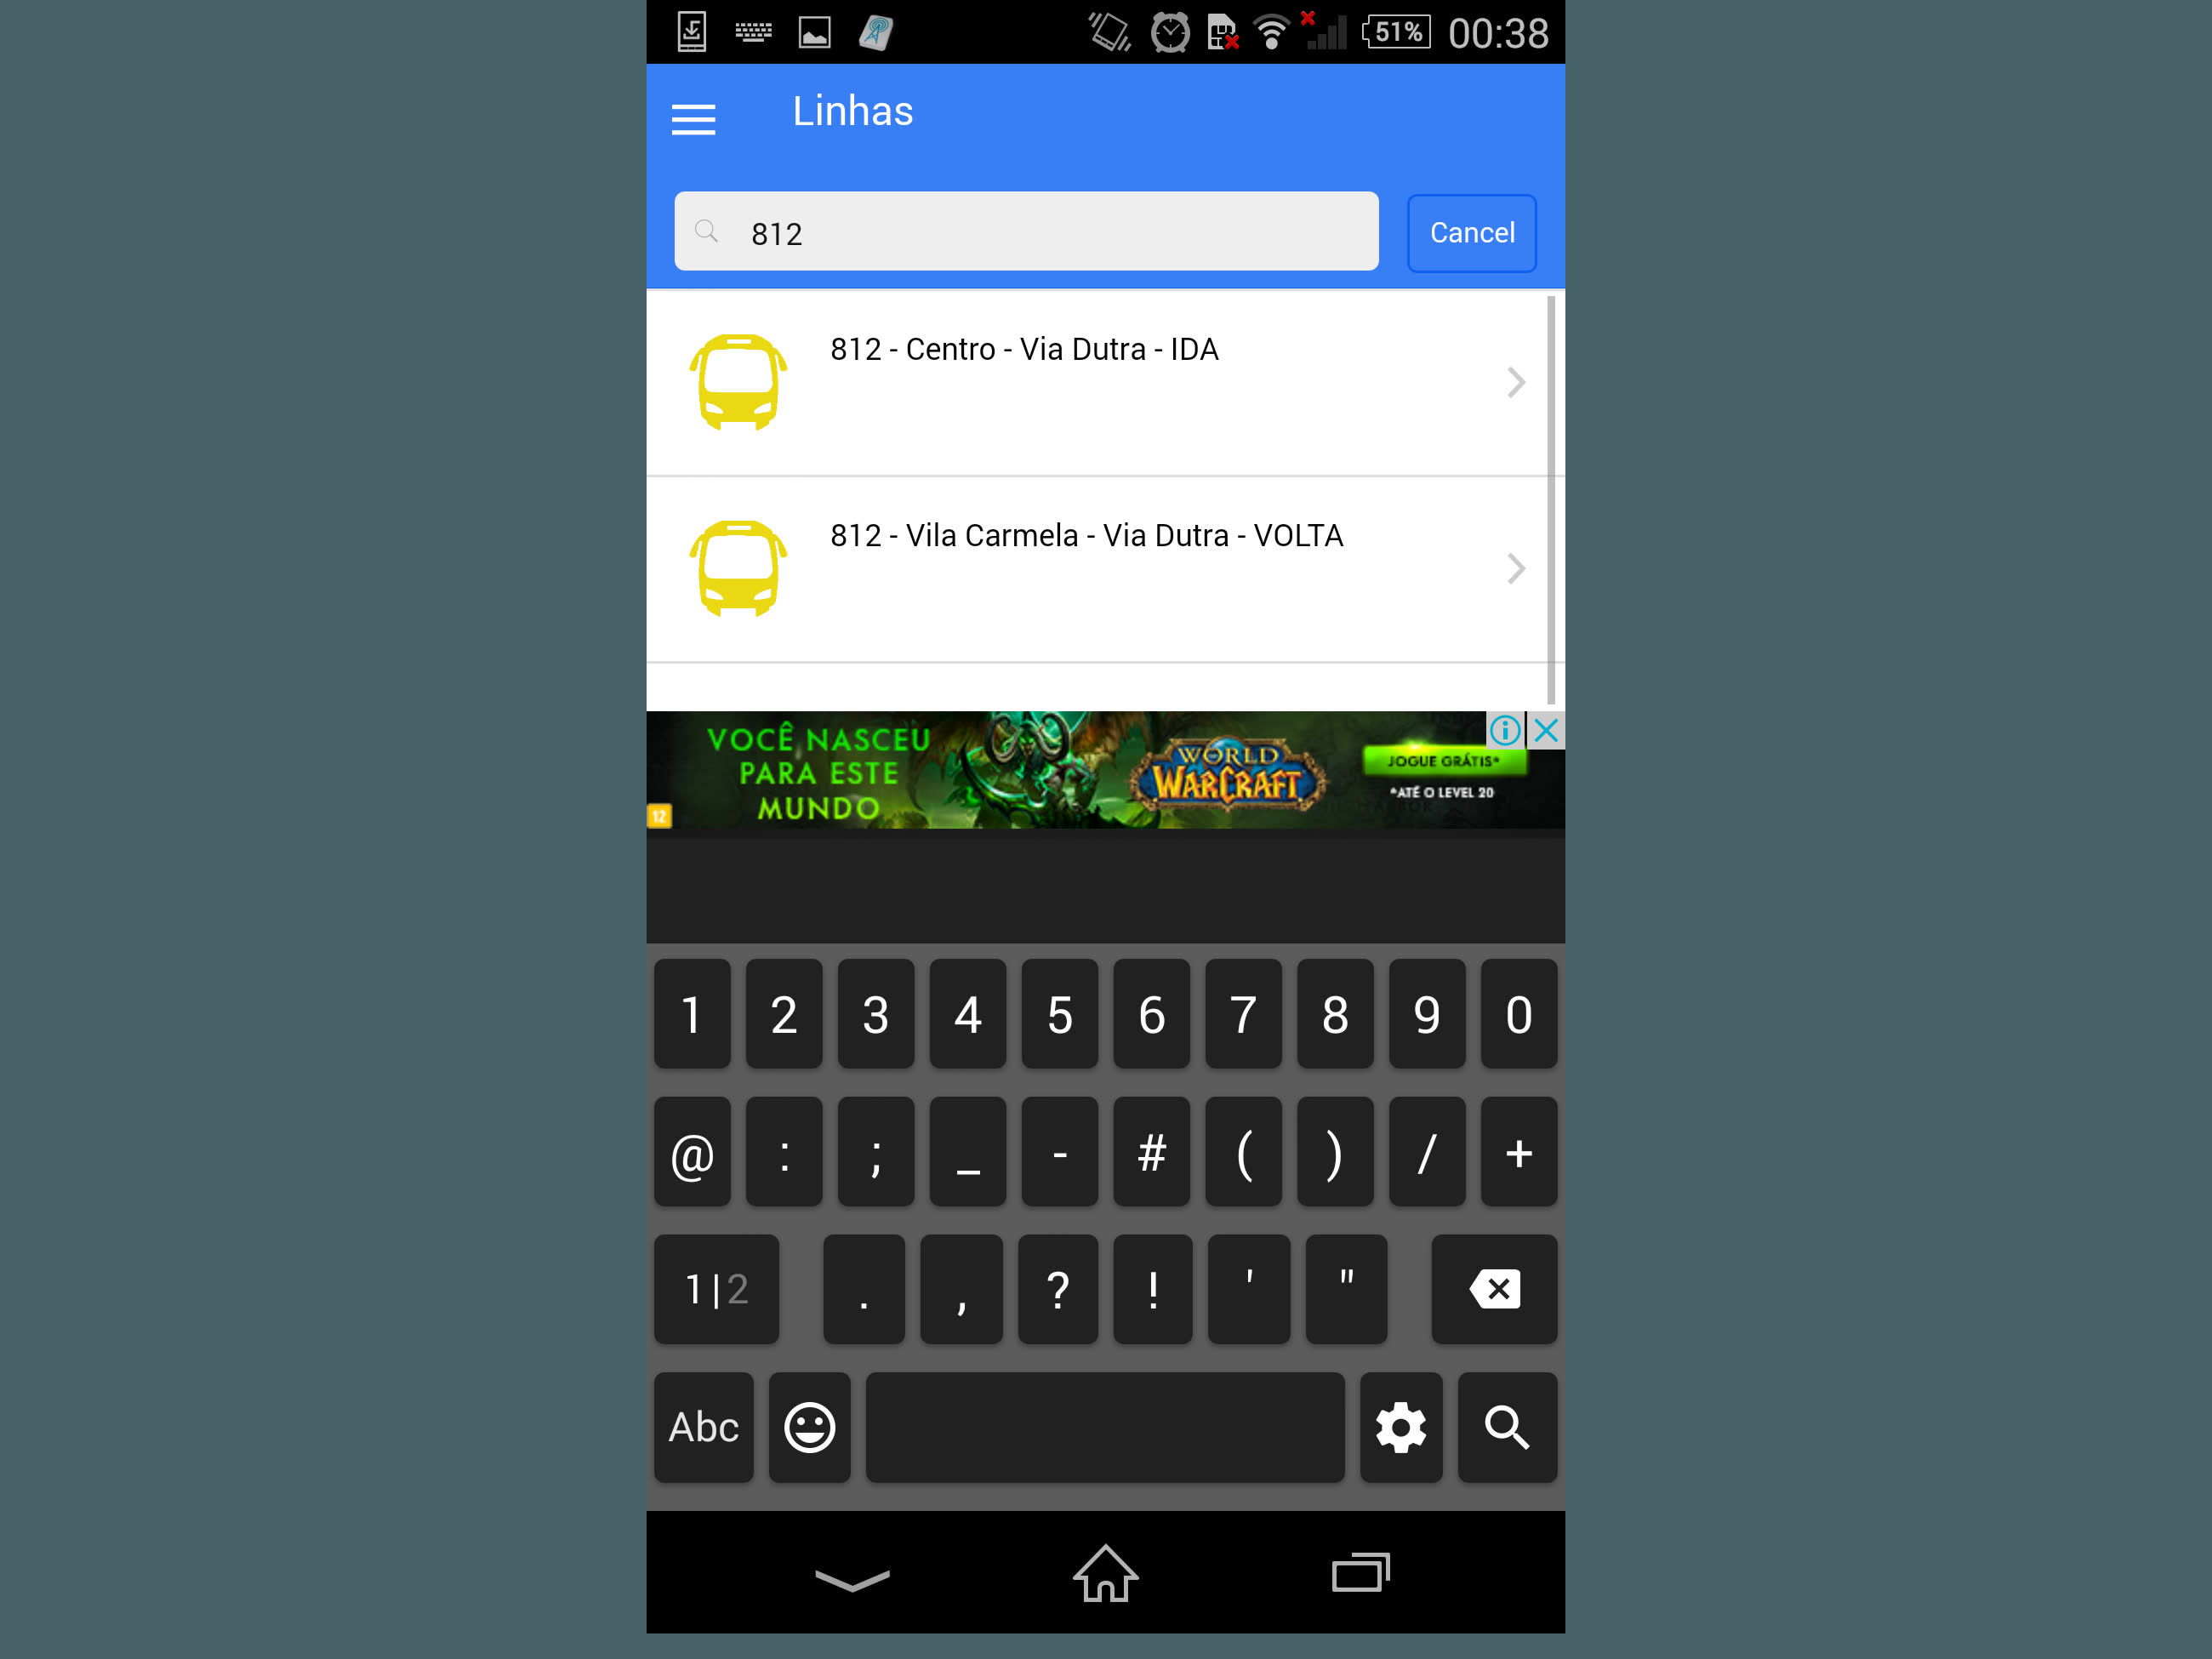 51% 00:38
Linhas
812
Cancel
812 - Centro - Via Dutra - IDA
812 - Vila Carmela - Via Dutra - VOLTA
VOCÊ NASCEU
PARA ESTE
MUNDO
WORLD
WARCRAFT
JOGUE GRÁTIS*
*ATÉ O LEVEL 20
12
1 2 3 4 5 6 7 8 9 0
@ : ; _ - # ( ) / +
1|2 . , ? ! ' "
Abc